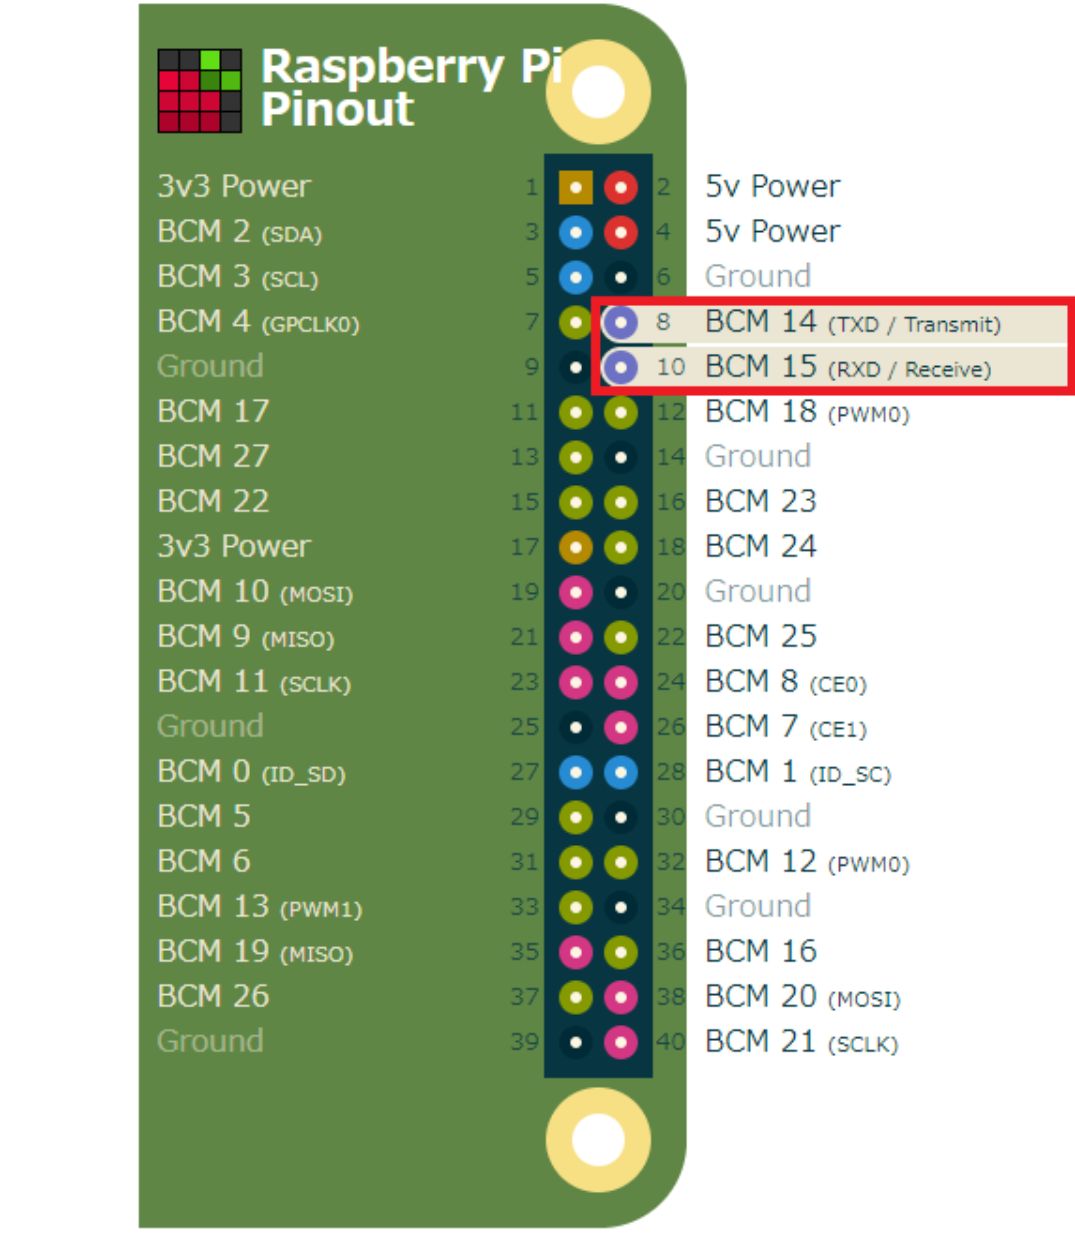 Raspberry Pi
Pinout
3v3 Power 1 2 5v Power
BCM 2 (SDA) 3 4 5v Power
BCM 3 (SCL) 5 6 Ground
BCM 4 (GPCLK0) 7 8 BCM 14 (TXD / Transmit)
Ground 9 10 BCM 15 (RXD / Receive)
BCM 17 11 12 BCM 18 (PWM0)
BCM 27 13 14 Ground
BCM 22 15 16 BCM 23
3v3 Power 17 18 BCM 24
BCM 10 (MOSI) 19 20 Ground
BCM 9 (MISO) 21 22 BCM 25
BCM 11 (SCLK) 23 24 BCM 8 (CE0)
Ground 25 26 BCM 7 (CE1)
BCM 0 (ID_SD) 27 28 BCM 1 (ID_SC)
BCM 5 29 30 Ground
BCM 6 31 32 BCM 12 (PWM0)
BCM 13 (PWM1) 33 34 Ground
BCM 19 (MISO) 35 36 BCM 16
BCM 26 37 38 BCM 20 (MOSI)
Ground 39 40 BCM 21 (SCLK)